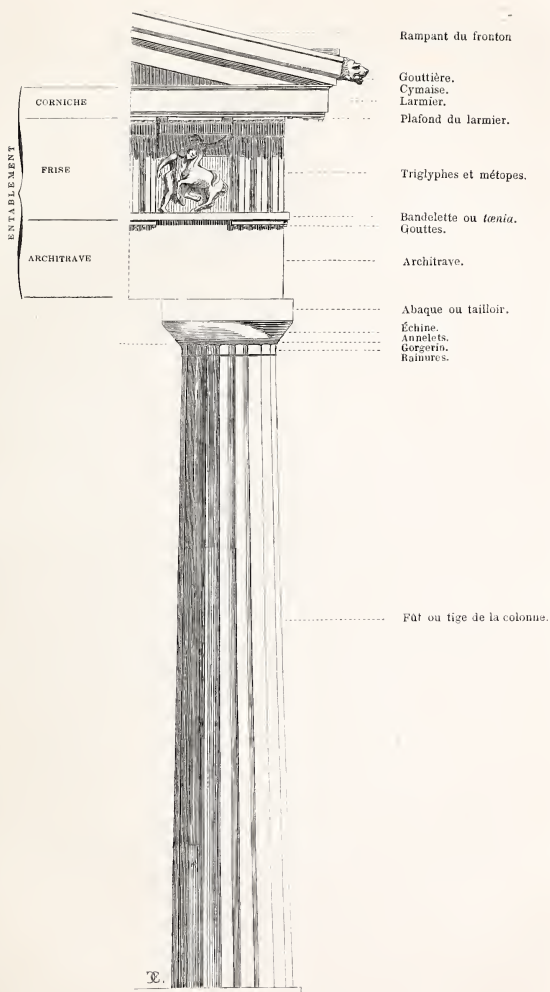 Rampant du fronton
Gouttière.
Cymaise.
Larmier.
Plafond du larmier.
CORNICHE
ENTABLEMENT
FRISE
Triglyphes et métopes.
Bandelette ou tænia.
Gouttes.
ARCHITRAVE
Architrave.
Abaque ou tailloir.
Échine.
Annelets.
Gorgerin.
Rainures.
Fût ou tige de la colonne.